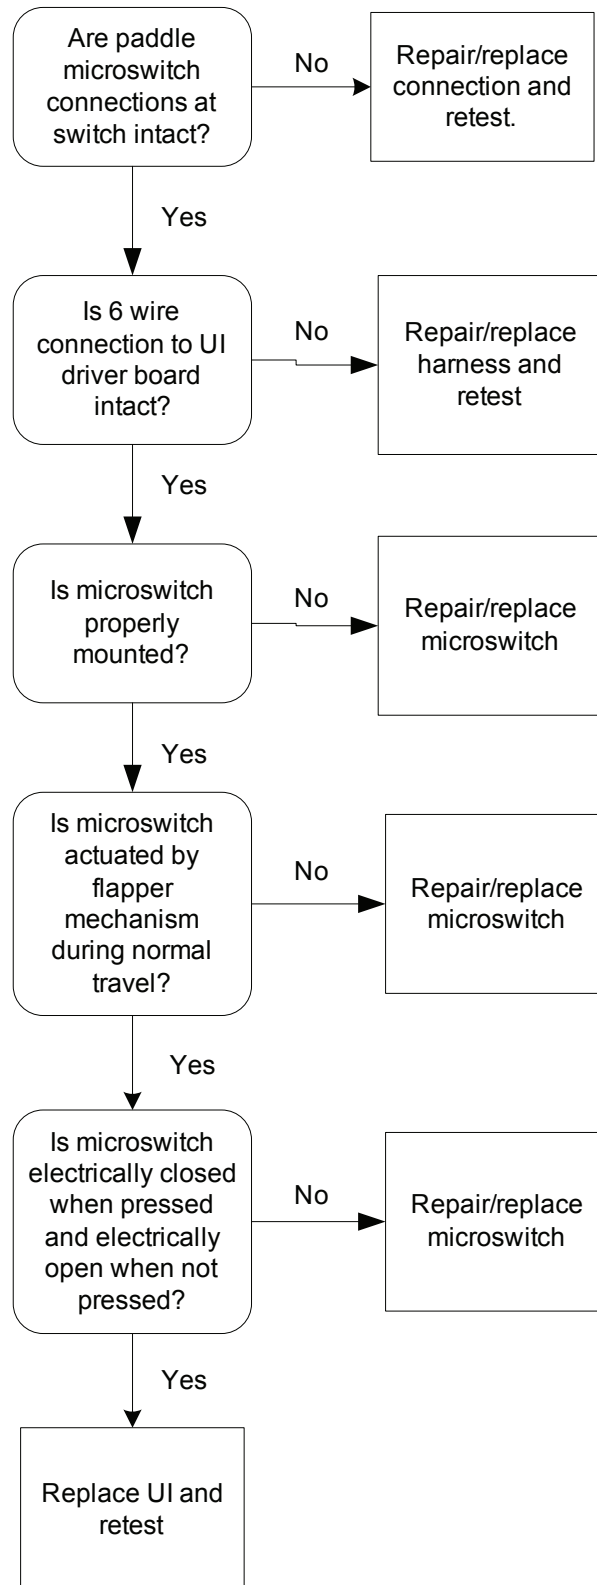 Are paddle
microswitch
connections at
switch intact?
No
Repair/replace
connection and
retest.
Yes
Is 6 wire
connection to UI
driver board
intact?
No
Repair/replace
harness and
retest
Yes
Is microswitch
properly
mounted?
No
Repair/replace
microswitch
Yes
Is microswitch
actuated by
flapper
mechanism
during normal
travel?
No
Repair/replace
microswitch
Yes
Is microswitch
electrically closed
when pressed
and electrically
open when not
pressed?
No
Repair/replace
microswitch
Yes
Replace UI and
retest